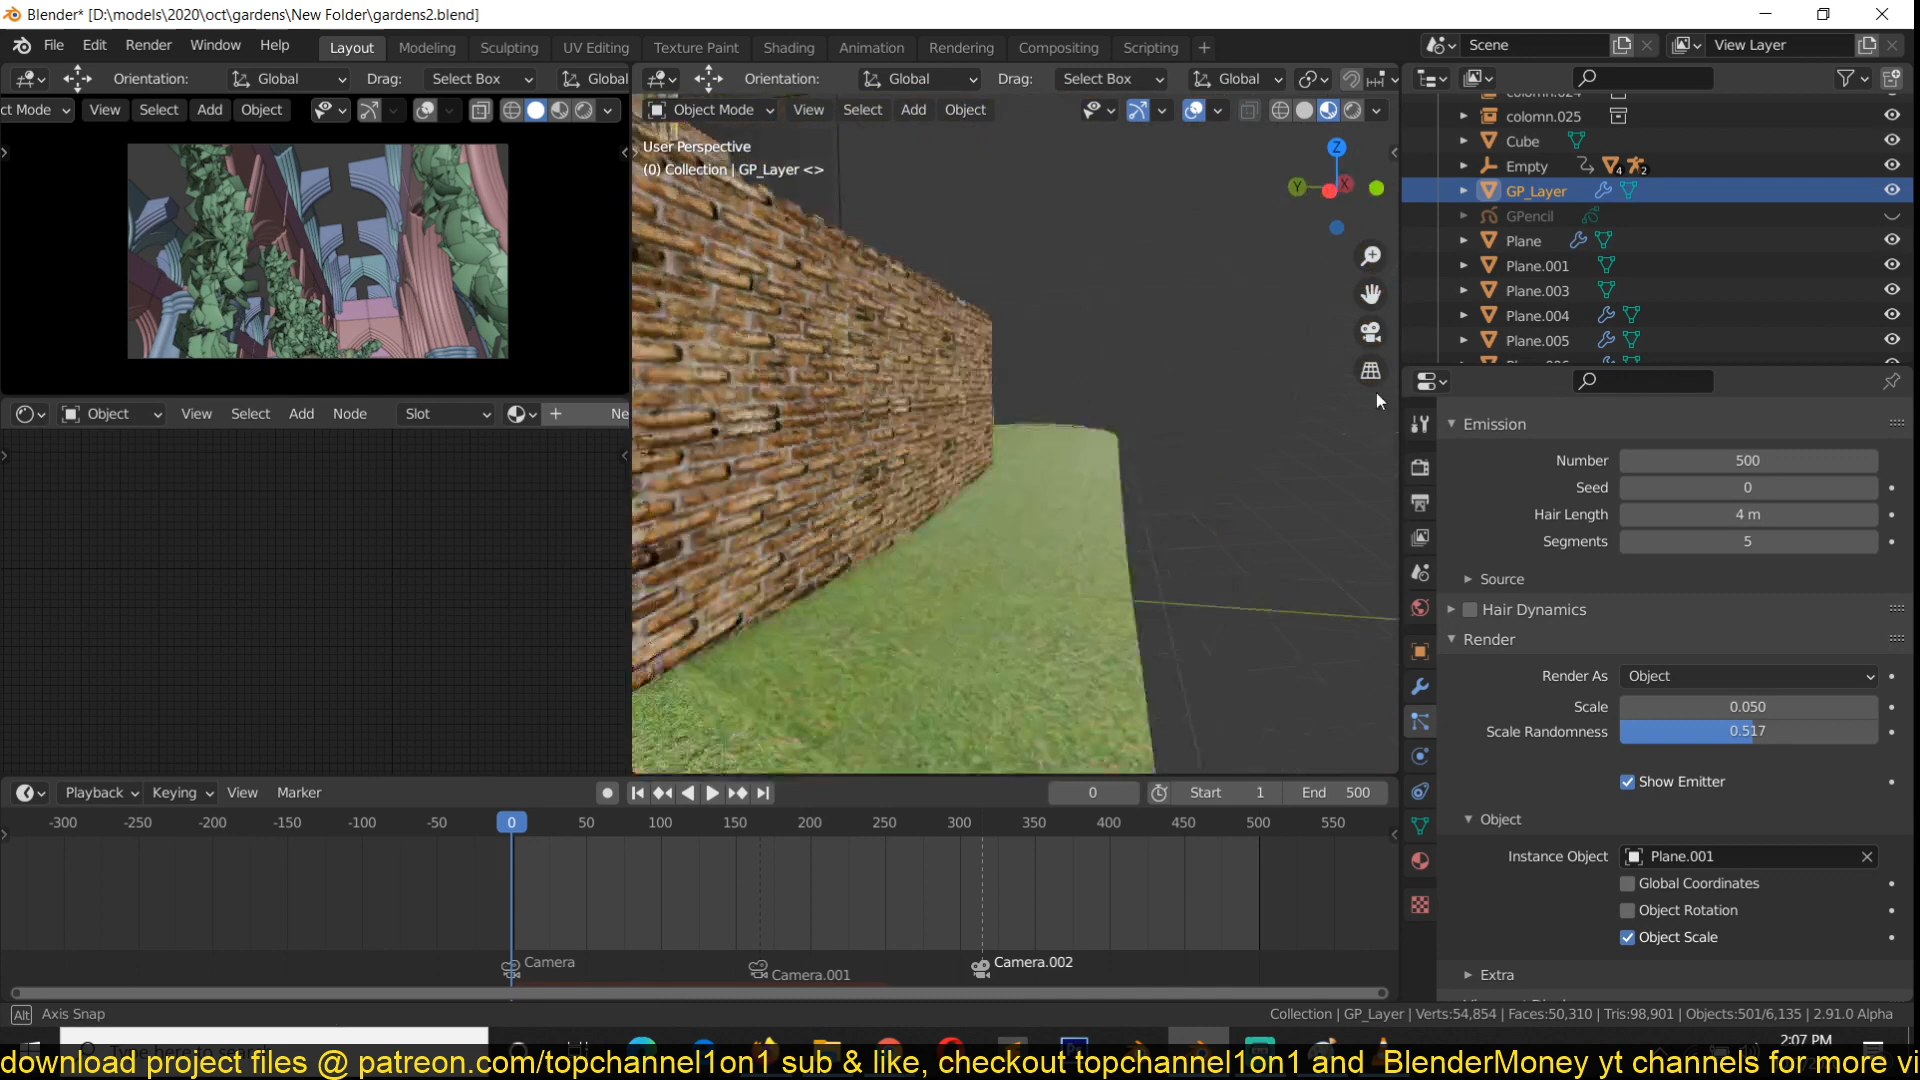 Blender* [D:\models\2020\oct\gardens\New Folder\gardens2.blend]
File Edit Render Window Help Layout Modeling Sculpting UV Editing Texture Paint Shading Animation Rendering Compositing Scripting + Scene View Layer
Orientation: Global Drag: Select Box Global Orientation: Global Drag: Select Box Global
ct Mode View Select Add Object Object Mode View Select Add Object
User Perspective
(0) Collection | GP_Layer <>
Z
Y X
colomn.025
Cube
Empty 4 2
GP_Layer
GPencil
Plane
Plane.001
Plane.003
Plane.004
Plane.005
Object View Select Add Node Slot Ne
Emission
Number 500
Seed 0
Hair Length 4 m
Segments 5
Source
Hair Dynamics
Render
Render As Object
Scale 0.050
Scale Randomness 0.517
Show Emitter
Object
Instance Object Plane.001
Global Coordinates
Object Rotation
Object Scale
Extra
Playback Keying View Marker 0 Start 1 End 500
-300 -250 -200 -150 -100 -50 0 50 100 150 200 250 300 350 400 450 500 550
Camera Camera.001 Camera.002
Alt Axis Snap
Collection | GP_Layer | Verts:54,854 | Faces:50,310 | Tris:98,901 | Objects:501/6,135 | 2.91.0 Alpha
2:07 PM
download project files @ patreon.com/topchannel1on1 sub & like, checkout topchannel1on1 and BlenderMoney yt channels for more vi